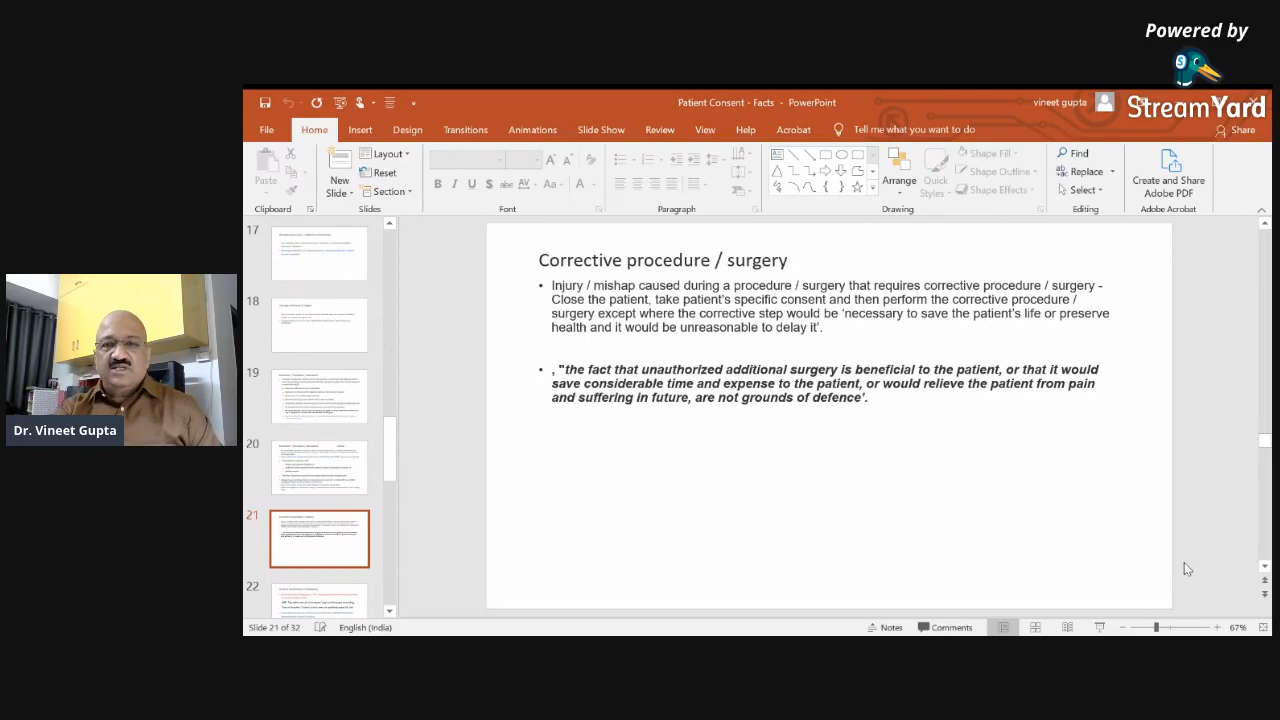 Powered by
StreamYard
Patient Consent - Facts - PowerPoint
vineet gupta
File Home Insert Design Transitions Animations Slide Show Review View Help Acrobat Tell me what you want to do Share
Paste
Clipboard
New
Slide
Layout
Reset
Section
Slides
B I U S abc AV Aa A
Font
Paragraph
Arrange
Quick
Styles
Shape Fill
Shape Outline
Shape Effects
Drawing
Find
Replace
Select
Editing
Create and Share
Adobe PDF
Adobe Acrobat
17
18
19
20
21
22
Corrective procedure / surgery
• Injury / mishap caused during a procedure / surgery that requires corrective procedure / surgery -
Close the patient, take patient's specific consent and then perform the corrective procedure /
surgery except where the corrective step would be 'necessary to save the patient's life or preserve
health and it would be unreasonable to delay it'.
• , "the fact that unauthorized additional surgery is beneficial to the patient, or that it would
save considerable time and expense to the patient, or would relieve the patient from pain
and suffering in future, are not grounds of defence'.
Dr. Vineet Gupta
Slide 21 of 32 English (India) Notes Comments 67%